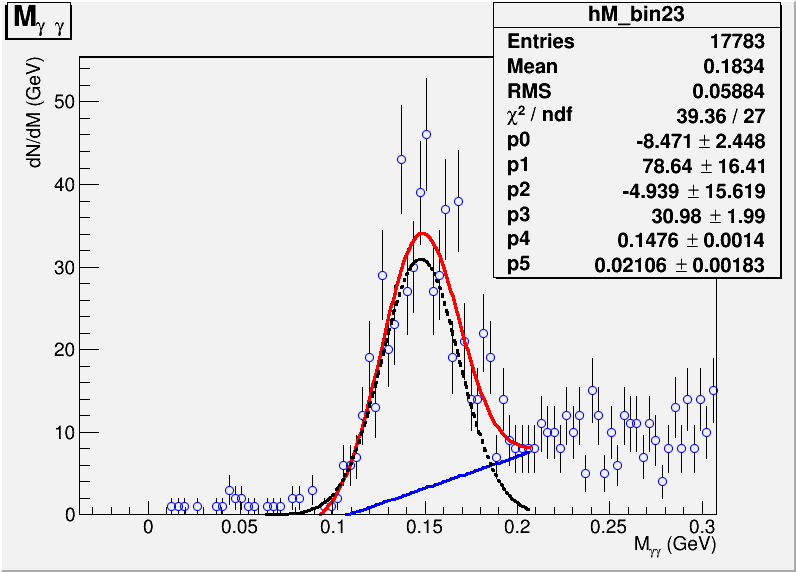 Mγ γ
hM_bin23
Entries 17783
Mean 0.1834
RMS 0.05884
χ² / ndf 39.36 / 27
p0 -8.471 ± 2.448
p1 78.64 ± 16.41
p2 -4.939 ± 15.619
p3 30.98 ± 1.99
p4 0.1476 ± 0.0014
p5 0.02106 ± 0.00183
dN/dM (GeV)
50
40
30
20
10
0
0 0.05 0.1 0.15 0.2 0.25 0.3
Mγγ (GeV)